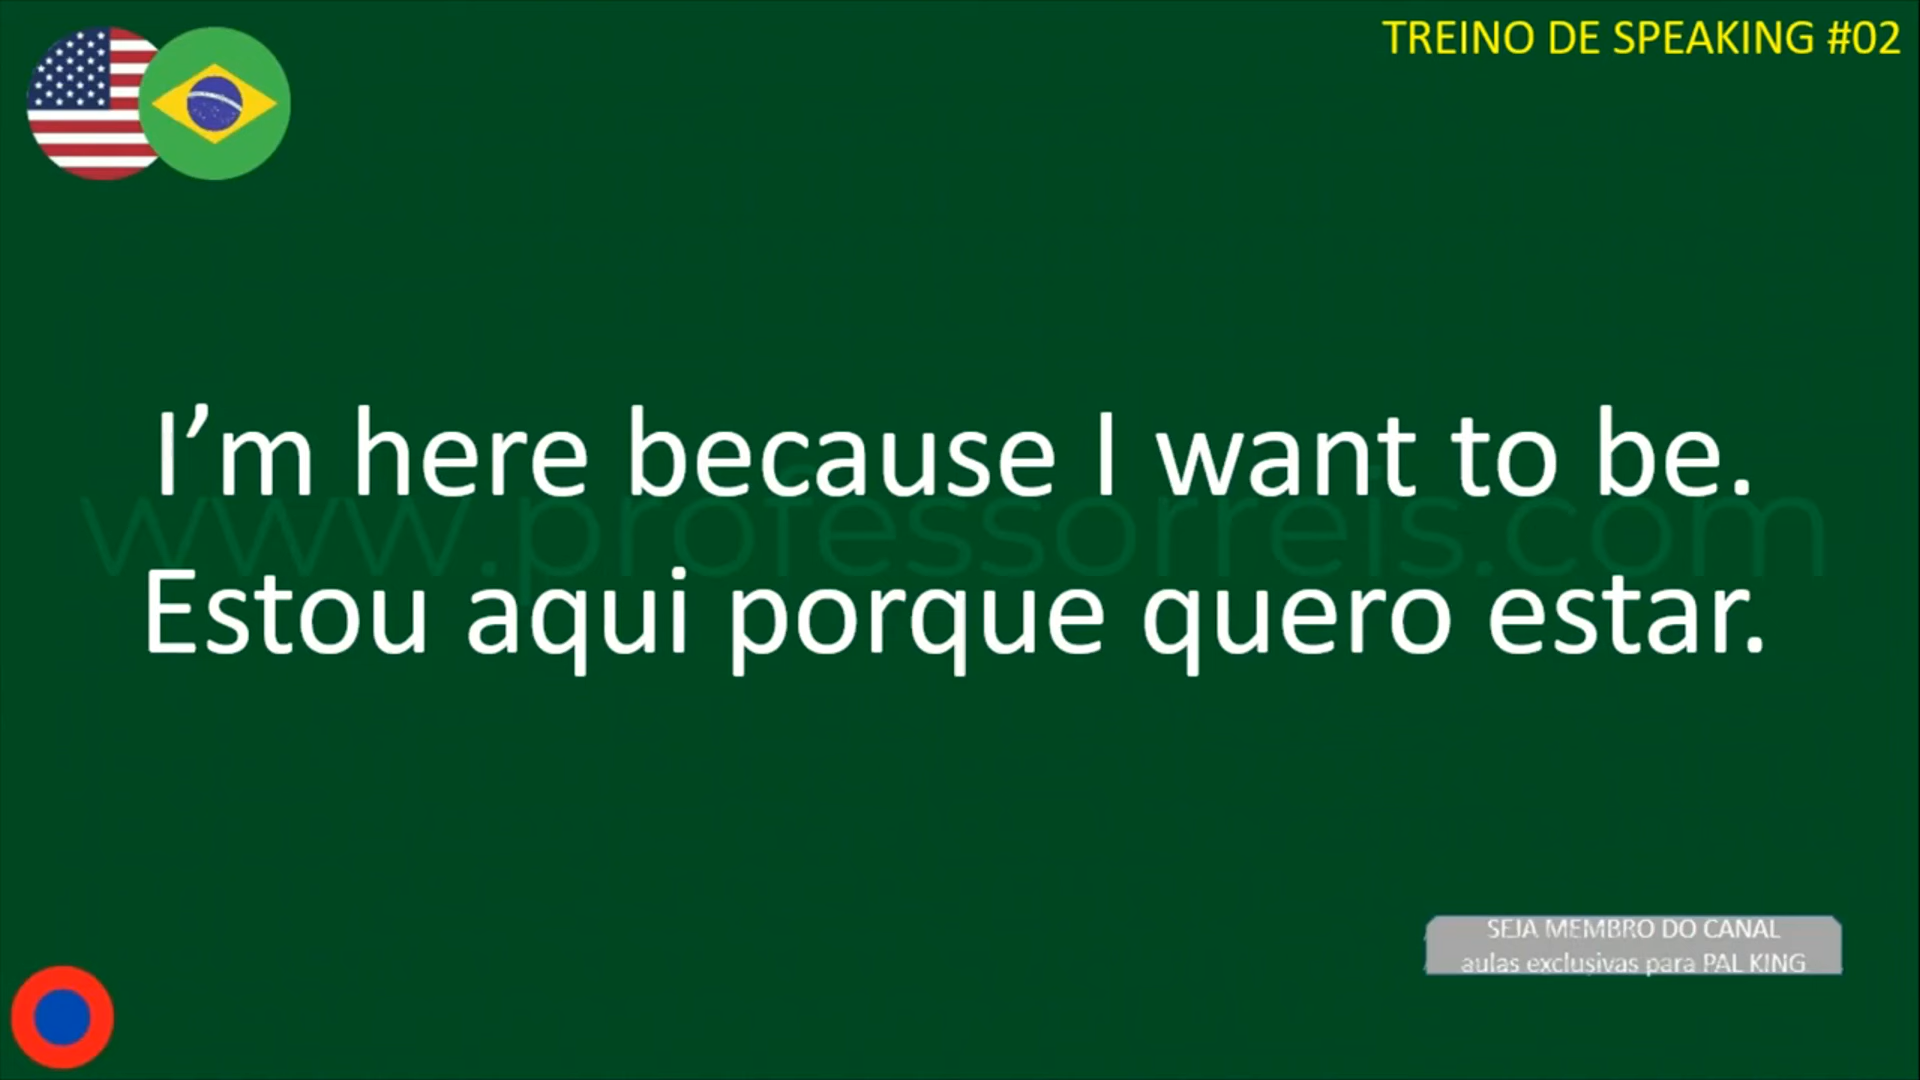 TREINO DE SPEAKING #02
I’m here because I want to be.
www.professorreis.com
Estou aqui porque quero estar.
SEJA MEMBRO DO CANAL
aulas exclusivas para PAL KING